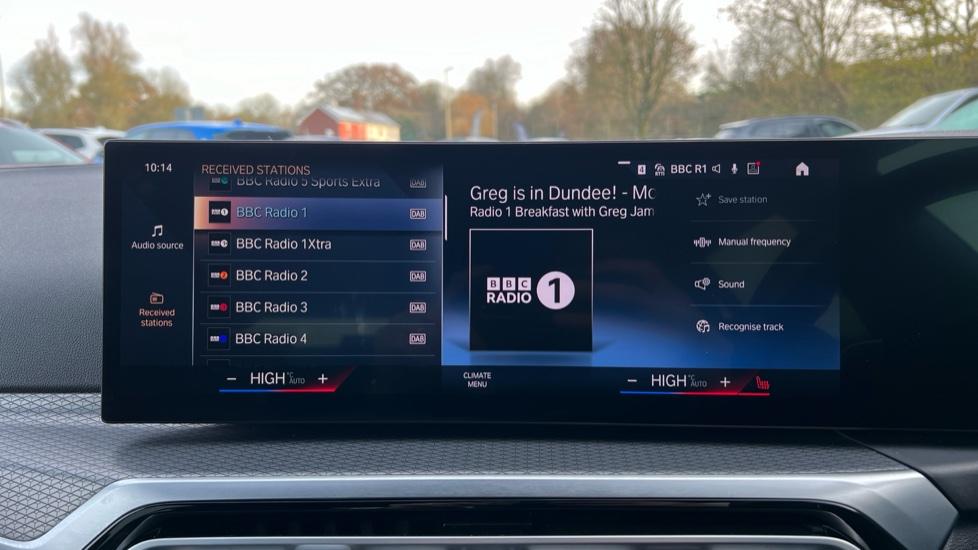 10:14
RECEIVED STATIONS
4 BBC R1
Audio source
Received
stations
BBC Radio 5 Sports Extra DAB
BBC Radio 1 DAB
BBC Radio 1Xtra DAB
BBC Radio 2 DAB
BBC Radio 3 DAB
BBC Radio 4 DAB
Greg is in Dundee! - Mc
Radio 1 Breakfast with Greg Jam
BBC
RADIO 1
Save station
Manual frequency
Sound
Recognise track
− HIGH °C AUTO +
CLIMATE
MENU
− HIGH °C AUTO +